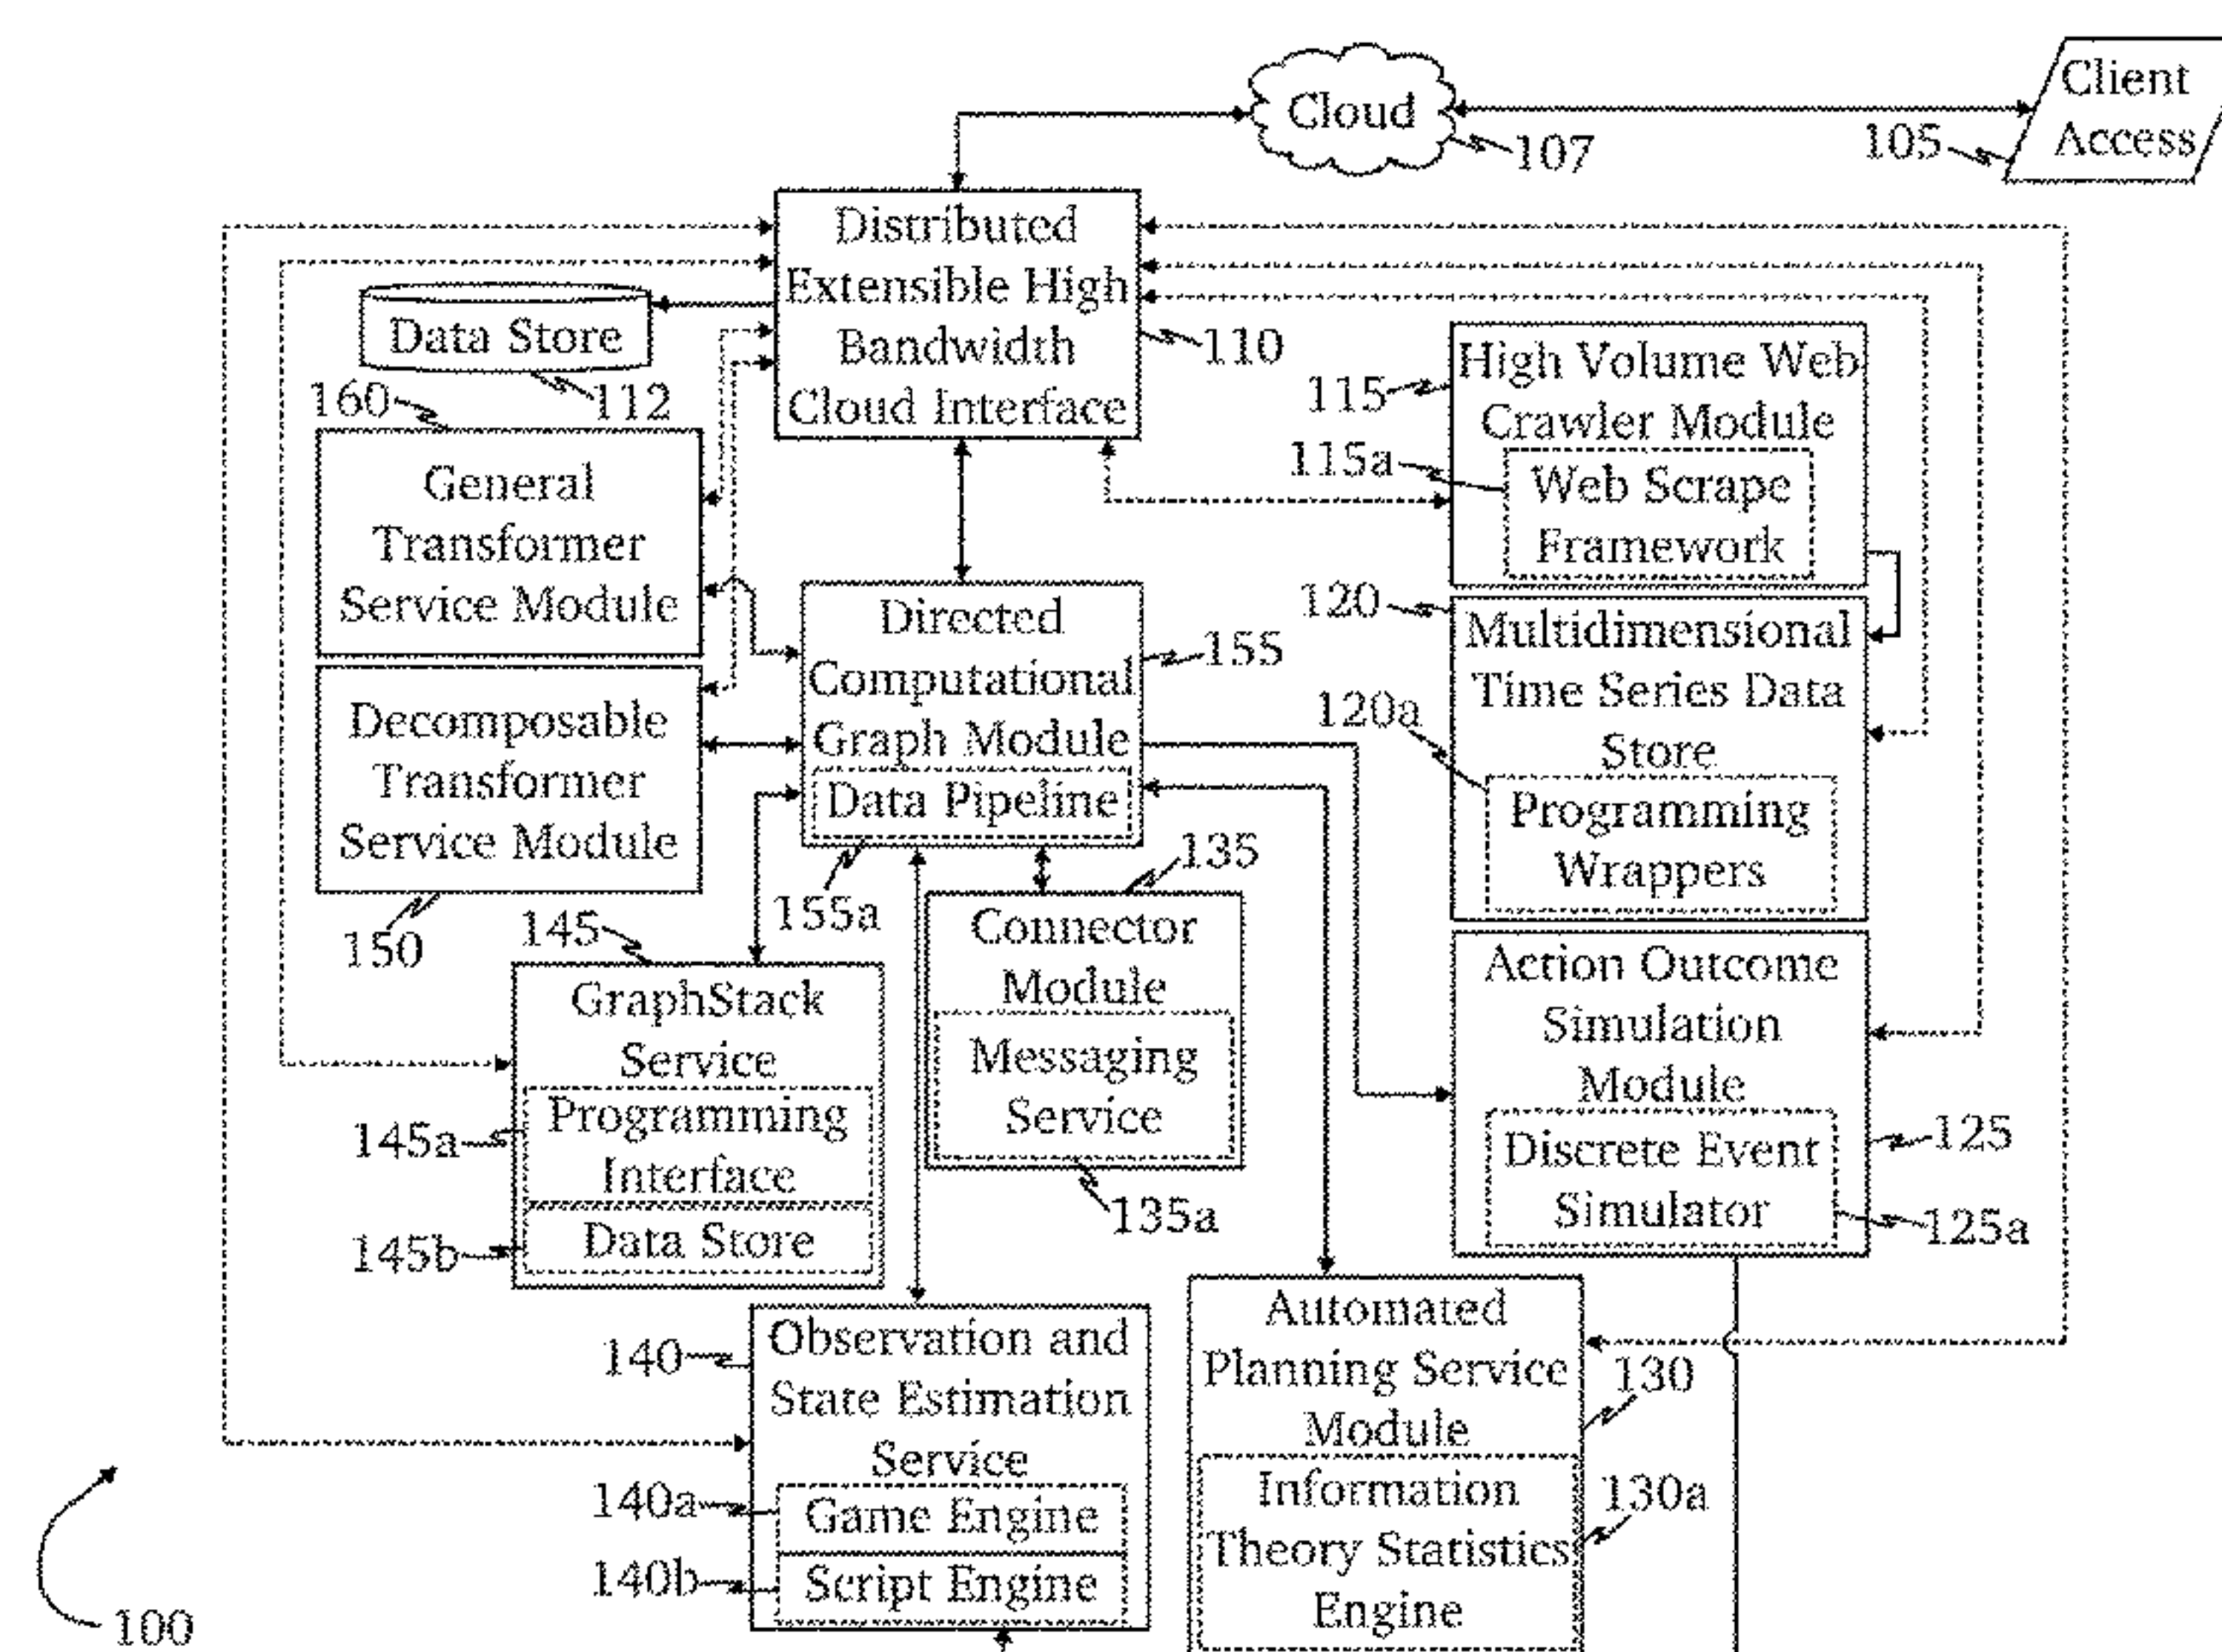 Cloud
107
Client
Access
105
Distributed
Extensible High
Bandwidth
Cloud Interface
110
Data Store
112
160
General
Transformer
Service Module
115
High Volume Web
Crawler Module
115a
Web Scrape
Framework
Directed
Computational
Graph Module
Data Pipeline
155
155a
120
Multidimensional
Time Series Data
Store
120a
Programming
Wrappers
Decomposable
Transformer
Service Module
150
135
Connector
Module
Messaging
Service
135a
145
GraphStack
Service
145a
Programming
Interface
145b
Data Store
Action Outcome
Simulation
Module
125
Discrete Event
Simulator
125a
140
Observation and
State Estimation
Service
140a
Game Engine
140b
Script Engine
Automated
Planning Service
Module
130
Information
Theory Statistics
Engine
130a
100